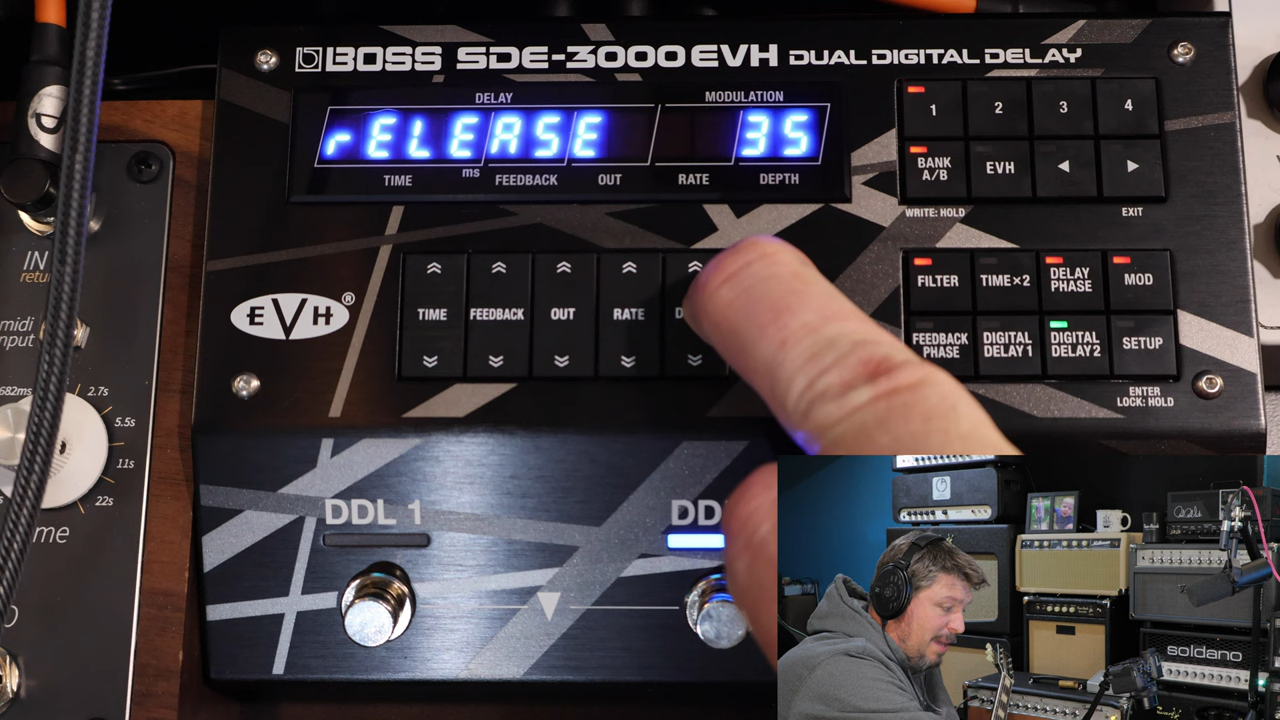 BOSS SDE-3000EVH DUAL DIGITAL DELAY
DELAY
MODULATION
rELEASE 35
TIME
ms
FEEDBACK
OUT
RATE
DEPTH
1
2
3
4
BANK A/B
EVH
WRITE: HOLD
EXIT
TIME
FEEDBACK
OUT
RATE
EVH®
FILTER
TIME×2
DELAY PHASE
MOD
FEEDBACK PHASE
DIGITAL DELAY 1
DIGITAL DELAY 2
SETUP
ENTER
LOCK: HOLD
DDL 1
IN
midi
input
682ms
2.7s
5.5s
11s
22s
soldano